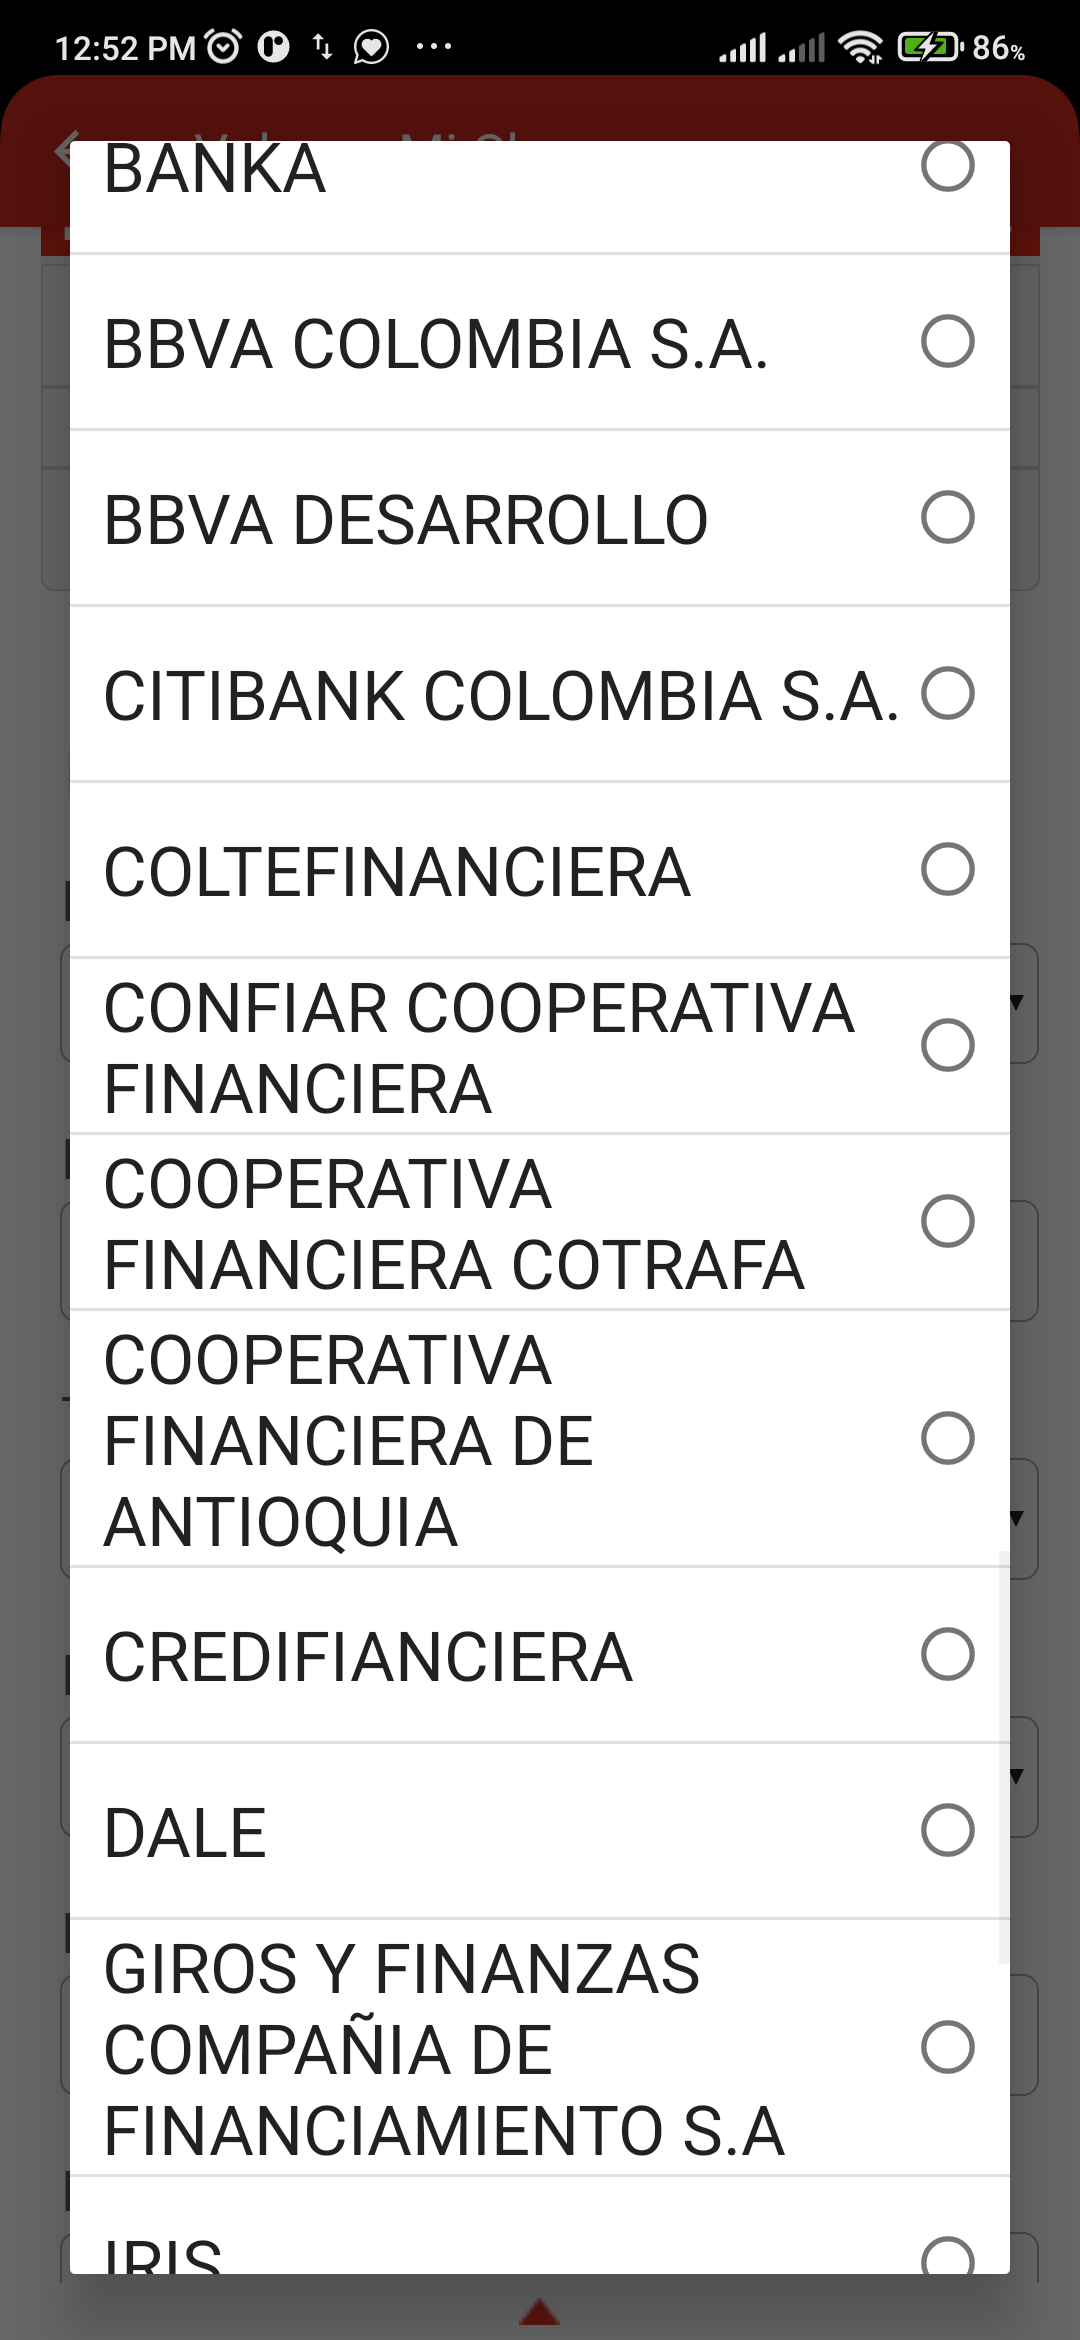 12:52 PM
86%
BANKA
BBVA COLOMBIA S.A.
BBVA DESARROLLO
CITIBANK COLOMBIA S.A.
COLTEFINANCIERA
CONFIAR COOPERATIVA
FINANCIERA
COOPERATIVA
FINANCIERA COTRAFA
COOPERATIVA
FINANCIERA DE
ANTIOQUIA
CREDIFIANCIERA
DALE
GIROS Y FINANZAS
COMPAÑIA DE
FINANCIAMIENTO S.A
IRIS